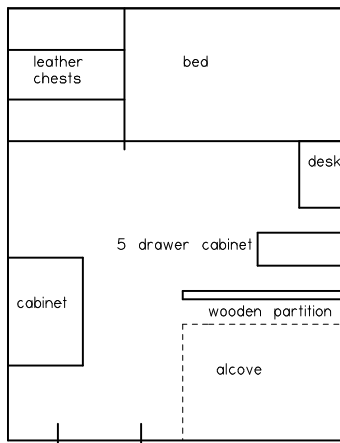 leather
chests
bed
desk
5 drawer cabinet
cabinet
wooden partition
alcove